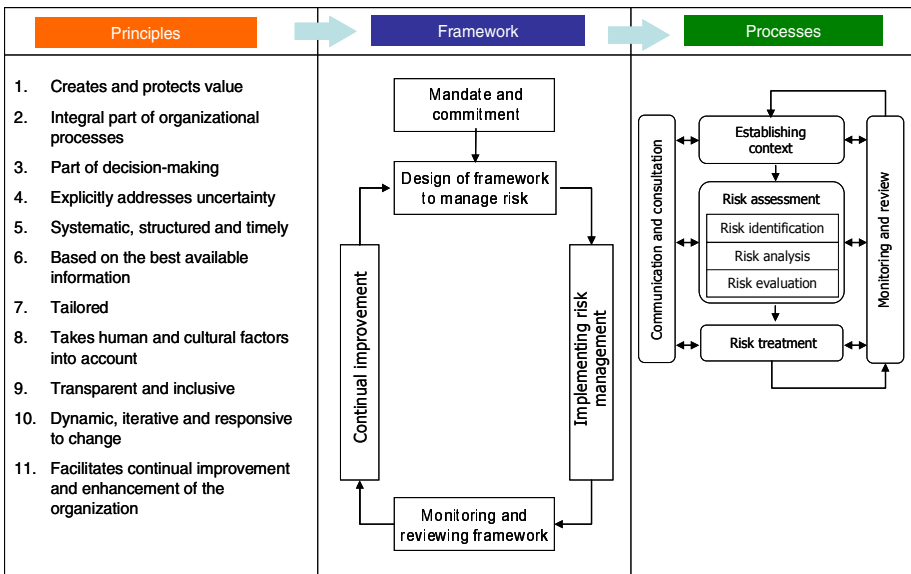 Principles
Framework
Processes
1. Creates and protects value
2. Integral part of organizational
processes
3. Part of decision-making
4. Explicitly addresses uncertainty
5. Systematic, structured and timely
6. Based on the best available
information
7. Tailored
8. Takes human and cultural factors
into account
9. Transparent and inclusive
10. Dynamic, iterative and responsive
to change
11. Facilitates continual improvement
and enhancement of the
organization
Mandate and
commitment
Design of framework
to manage risk
Implementing risk
management
Monitoring and
reviewing framework
Continual improvement
Communication and consultation
Establishing
context
Risk assessment
Risk identification
Risk analysis
Risk evaluation
Risk treatment
Monitoring and review